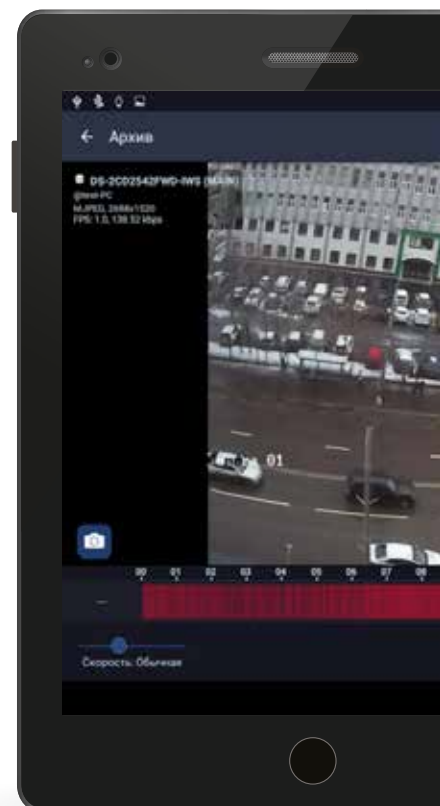 Архив
DS-2CD2542FWD-IWS (MAIN)
@test-PC
MJPEG, 2688x1520
FPS: 1.0, 138.52 kbps
01
00 01 02 03 04 05 06 07 08
Скорость: Обычная